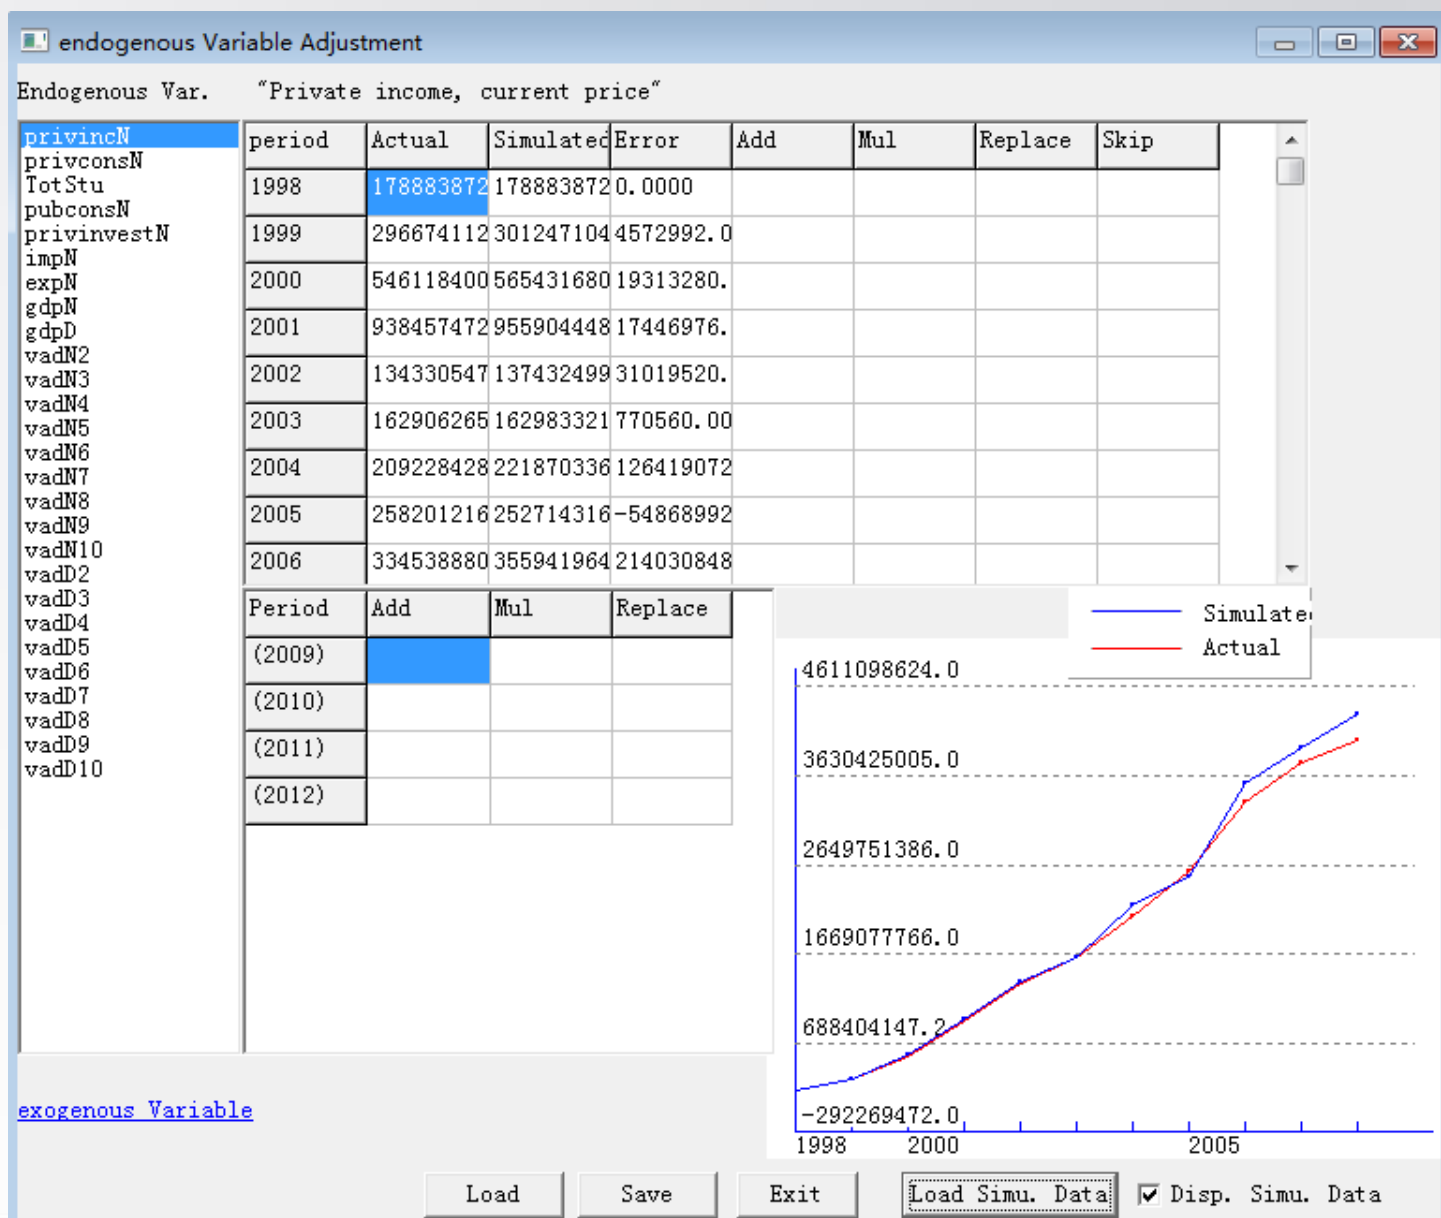 endogenous Variable Adjustment
Endogenous Var. "Private income, current price"
privincN
privconsN
TotStu
pubconsN
privinvestN
impN
expN
gdpN
gdpD
vadN2
vadN3
vadN4
vadN5
vadN6
vadN7
vadN8
vadN9
vadN10
vadD2
vadD3
vadD4
vadD5
vadD6
vadD7
vadD8
vadD9
vadD10
period Actual Simulated Error Add Mul Replace Skip
1998 178883872 178883872 0.0000
1999 296674112 301247104 4572992.0
2000 546118400 565431680 19313280.
2001 938457472 955904448 17446976.
2002 134330547 137432499 31019520.
2003 162906265 162983321 770560.00
2004 209228428 221870336 126419072
2005 258201216 252714316 -54868992
2006 334538880 355941964 214030848
Period Add Mul Replace
(2009)
(2010)
(2011)
(2012)
Simulate
Actual
4611098624.0
3630425005.0
2649751386.0
1669077766.0
688404147.2
-292269472.0
1998 2000 2005
exogenous Variable
Load Save Exit Load Simu. Data Disp. Simu. Data